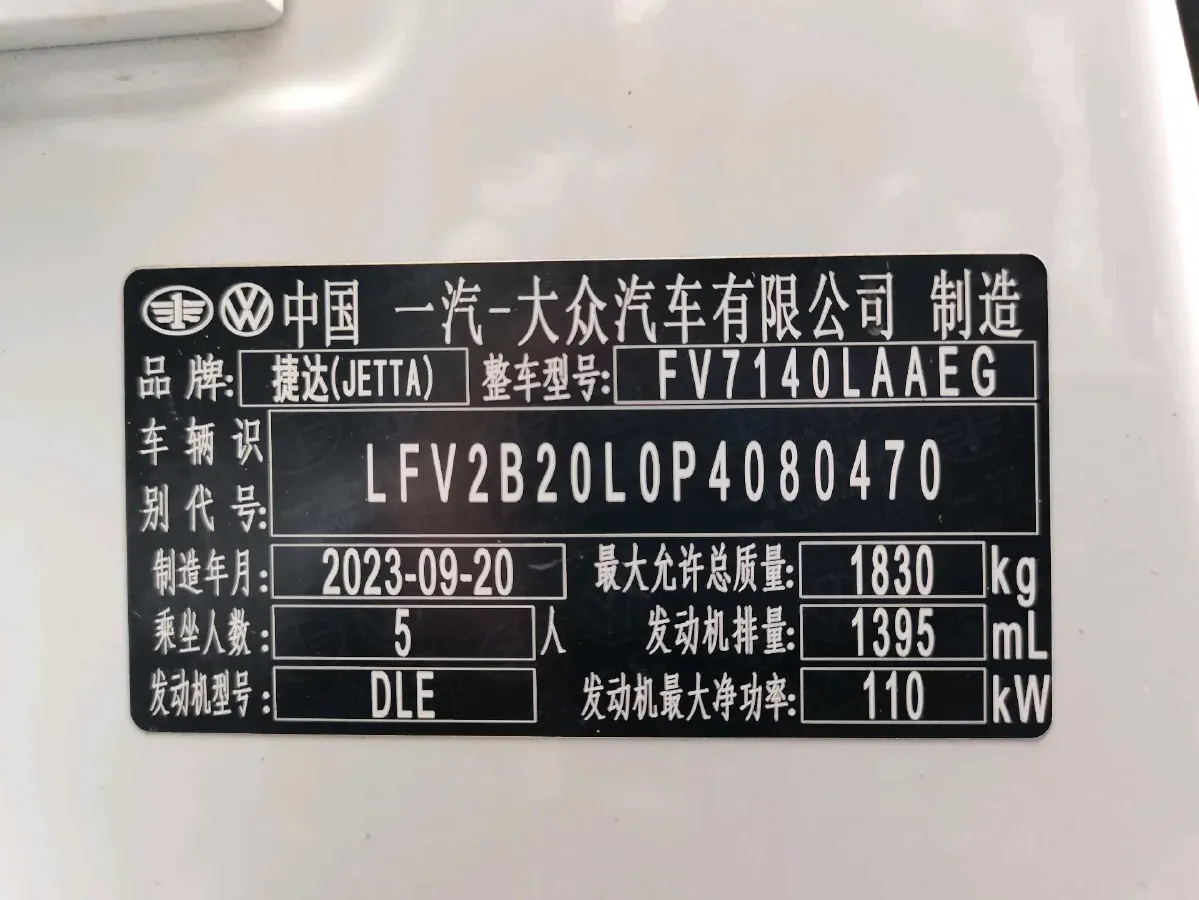 中国 一汽-大众汽车有限公司 制造
品牌: 捷达(JETTA) 整车型号: FV7140LAAEG
车辆识别代号: LFV2B20L0P4080470
制造年月: 2023-09-20 最大允许总质量: 1830 kg
乘坐人数: 5 人 发动机排量: 1395 mL
发动机型号: DLE 发动机最大净功率: 110 kW